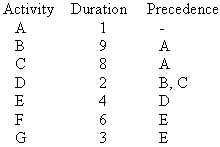 Activity Duration Precedence
A 1 -
B 9 A
C 8 A
D 2 B, C
E 4 D
F 6 E
G 3 E